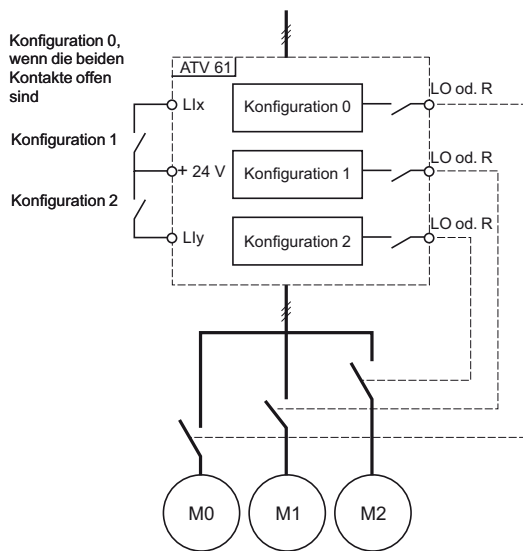 Konfiguration 0,
wenn die beiden
Kontakte offen
sind
ATV 61
LIx
Konfiguration 0
LO od. R
Konfiguration 1
+ 24 V
Konfiguration 1
LO od. R
Konfiguration 2
LIy
Konfiguration 2
LO od. R
M0
M1
M2